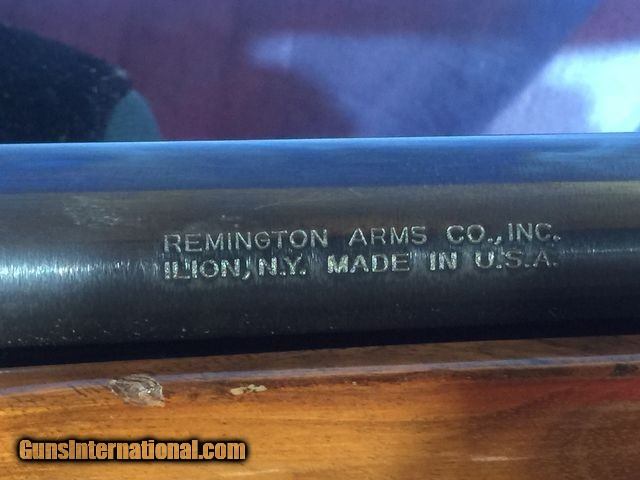 REMINGTON ARMS CO., INC.
ILION, N.Y. MADE IN U.S.A.
GunsInternational.com